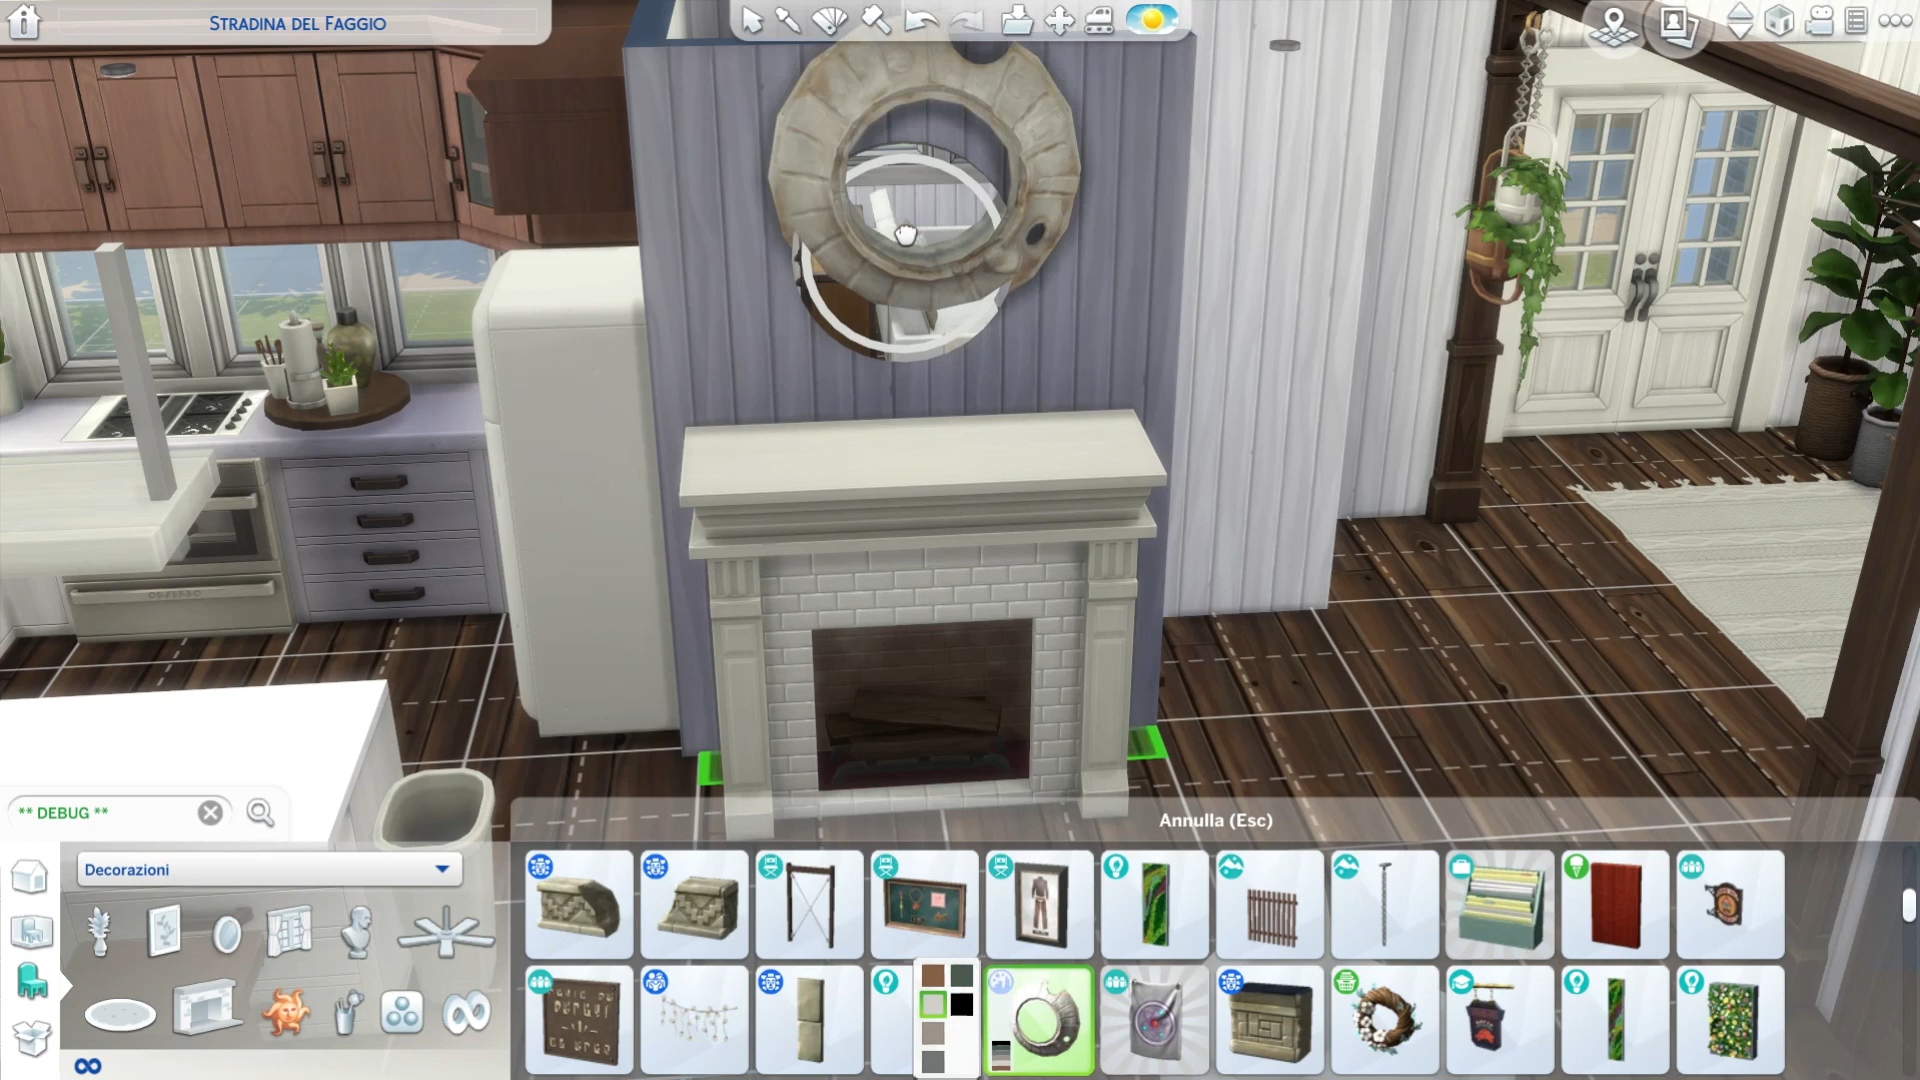 STRADINA DEL FAGGIO
** DEBUG **
Annulla (Esc)
Decorazioni